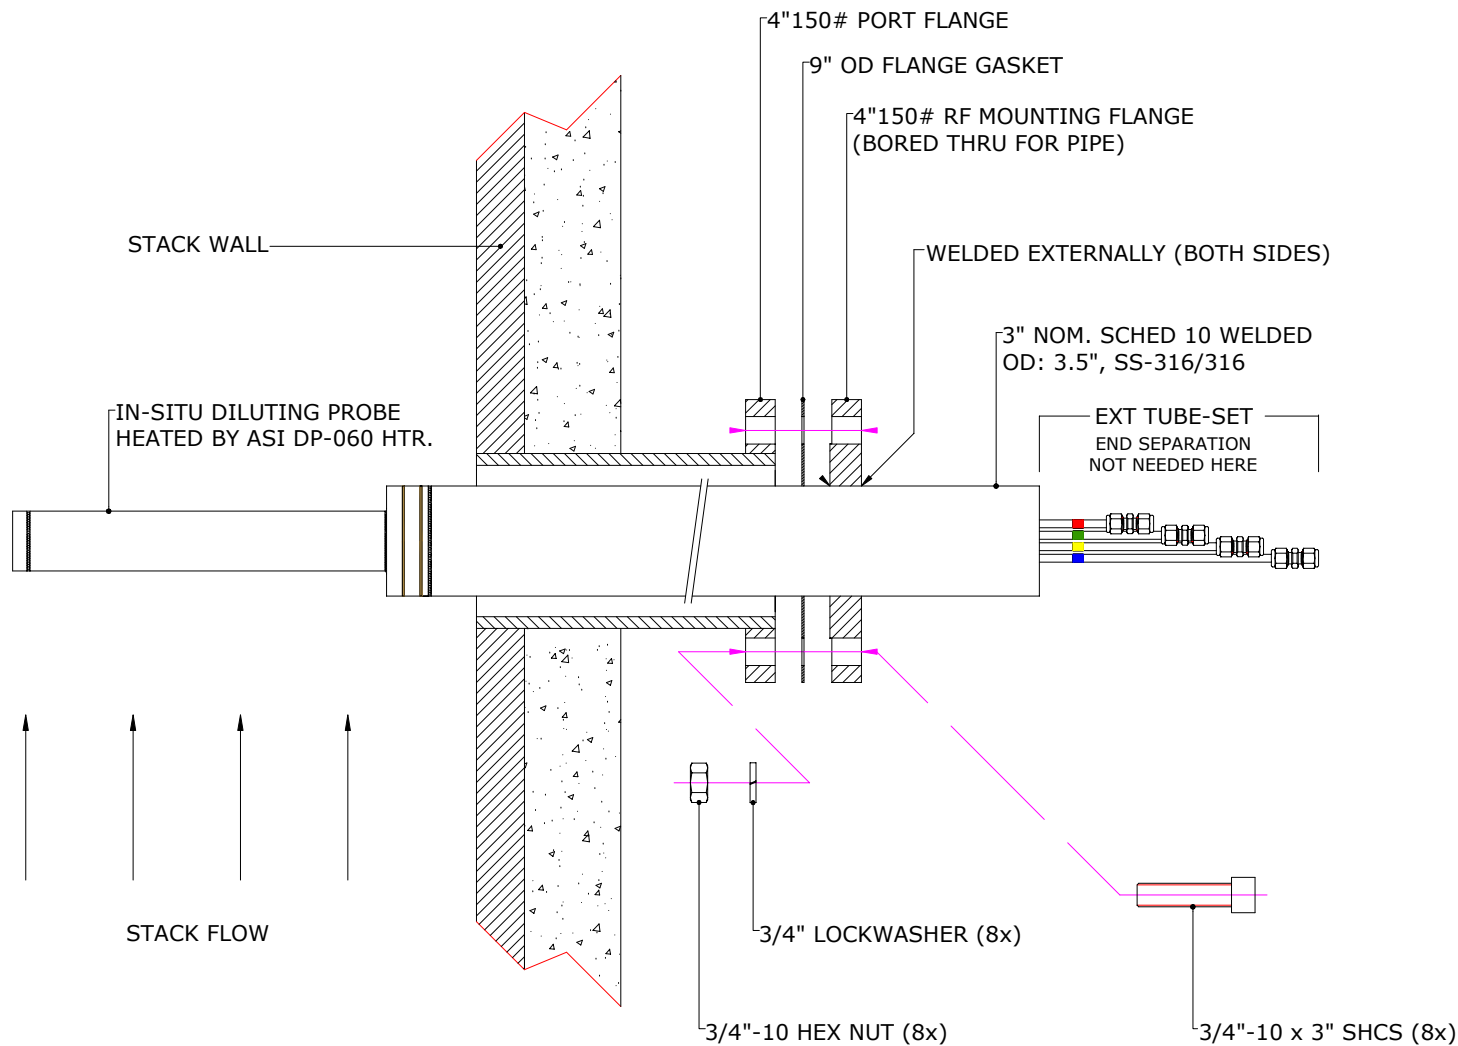 4"150# PORT FLANGE
9" OD FLANGE GASKET
4"150# RF MOUNTING FLANGE
(BORED THRU FOR PIPE)
STACK WALL
WELDED EXTERNALLY (BOTH SIDES)
3" NOM. SCHED 10 WELDED
OD: 3.5", SS-316/316
IN-SITU DILUTING PROBE
HEATED BY ASI DP-060 HTR.
EXT TUBE-SET
END SEPARATION
NOT NEEDED HERE
STACK FLOW
3/4" LOCKWASHER (8x)
3/4"-10 HEX NUT (8x)
3/4"-10 x 3" SHCS (8x)